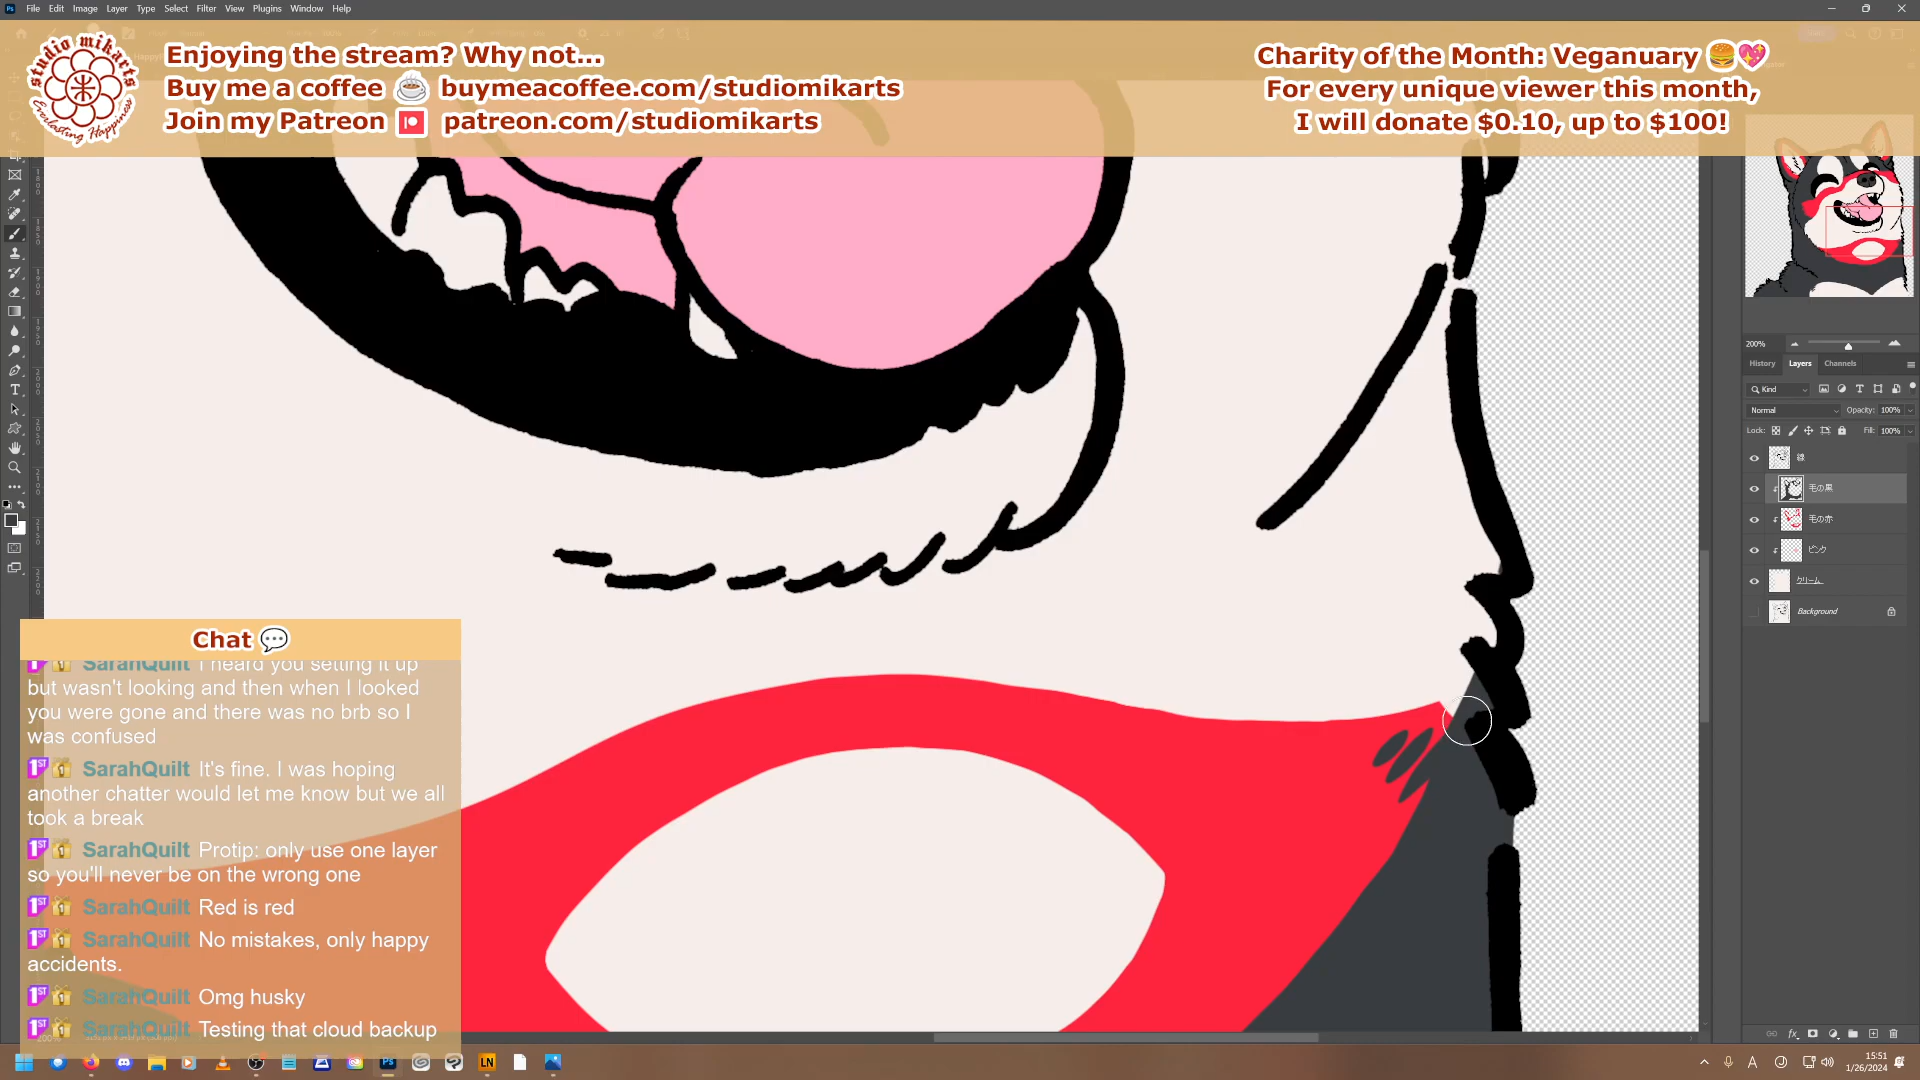 File Edit Image Layer Type Select Filter View Plugins Window Help
studio mikarts
Everlasting Happiness
Enjoying the stream? Why not...
Buy me a coffee ☕ buymeacoffee.com/studiomikarts
Join my Patreon patreon.com/studiomikarts
Charity of the Month: Veganuary 🍔💖
For every unique viewer this month,
I will donate $0.10, up to $100!
200%
History Layers Channels
Kind
Normal Opacity: 100%
Lock: Fill: 100%
線
毛の黒
毛の赤
ピンク
クリーム
Background
Chat 💬
SarahQuilt I heard you setting it up
but wasn't looking and then when I looked
you were gone and there was no brb so I
was confused
SarahQuilt It's fine. I was hoping
another chatter would let me know but we all
took a break
SarahQuilt Protip: only use one layer
so you'll never be on the wrong one
SarahQuilt Red is red
SarahQuilt No mistakes, only happy
accidents.
SarahQuilt Omg husky
SarahQuilt Testing that cloud backup
15:51
1/26/2024